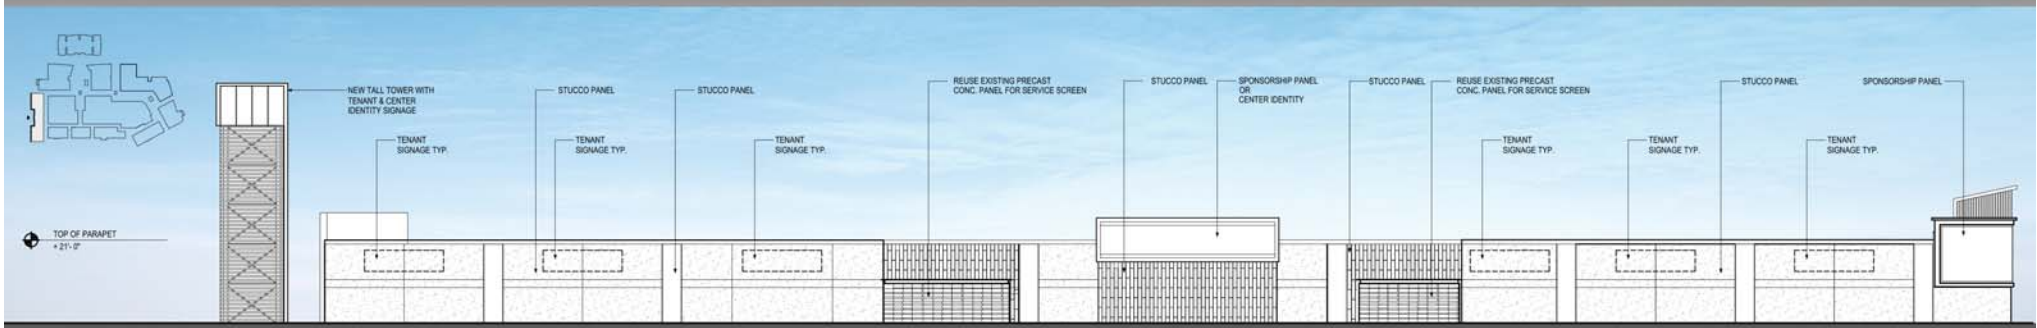 NEW TALL TOWER WITH
TENANT & CENTER
IDENTITY SIGNAGE
STUCCO PANEL
STUCCO PANEL
REUSE EXISTING PRECAST
CONC. PANEL FOR SERVICE SCREEN
STUCCO PANEL
SPONSORSHIP PANEL
OR
CENTER IDENTITY
STUCCO PANEL
REUSE EXISTING PRECAST
CONC. PANEL FOR SERVICE SCREEN
STUCCO PANEL
SPONSORSHIP PANEL
TENANT
SIGNAGE TYP.
TENANT
SIGNAGE TYP.
TENANT
SIGNAGE TYP.
TENANT
SIGNAGE TYP.
TENANT
SIGNAGE TYP.
TENANT
SIGNAGE TYP.
TOP OF PARAPET
+ 21'- 0"